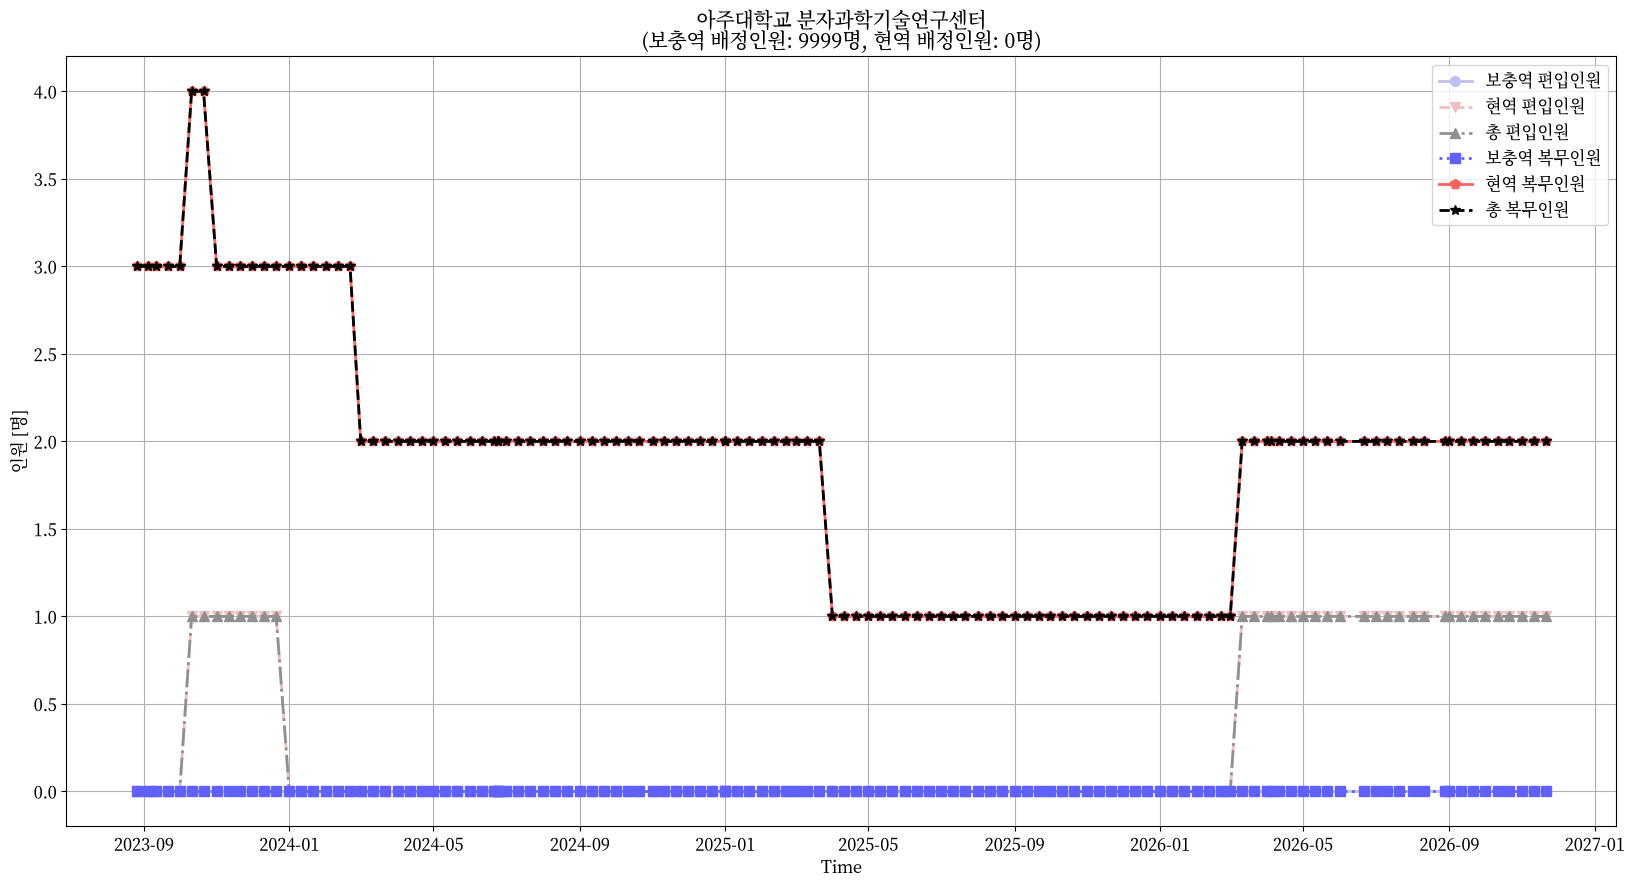 아주대학교 분자과학기술연구센터
(보충역 배정인원: 9999명, 현역 배정인원: 0명)
보충역 편입인원
현역 편입인원
총 편입인원
보충역 복무인원
현역 복무인원
총 복무인원
4.0
3.5
3.0
2.5
2.0
1.5
1.0
0.5
0.0
인원 [명]
2023-09 2024-01 2024-05 2024-09 2025-01 2025-05 2025-09 2026-01 2026-05 2026-09 2027-01
Time